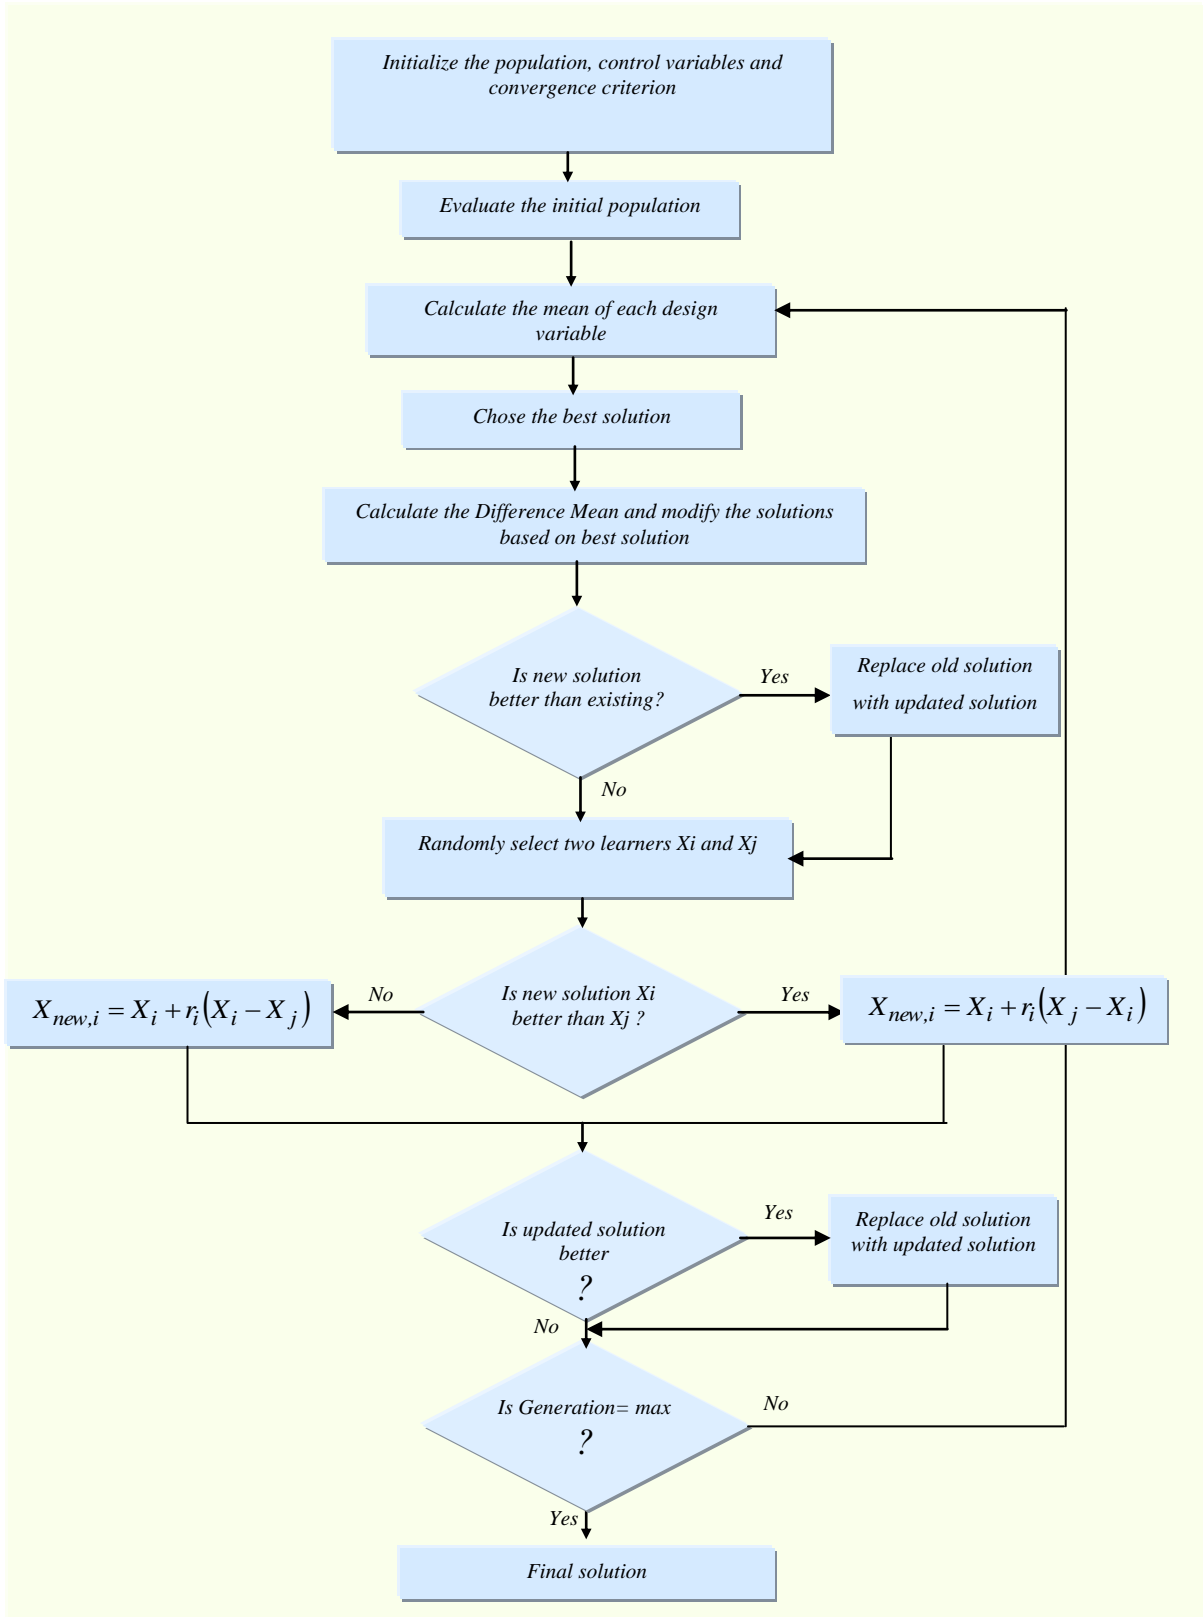 Initialize the population, control variables and
convergence criterion
Evaluate the initial population
Calculate the mean of each design
variable
Chose the best solution
Calculate the Difference Mean and modify the solutions
based on best solution
Is new solution
better than existing?
Yes
Replace old solution
with updated solution
No
Randomly select two learners Xi and Xj
X_{new,i} = X_i + r_i(X_i − X_j)
No
Is new solution Xi
better than Xj ?
Yes
X_{new,i} = X_i + r_i(X_j − X_i)
Is updated solution
better
?
Yes
Replace old solution
with updated solution
No
Is Generation= max
?
No
Yes
Final solution